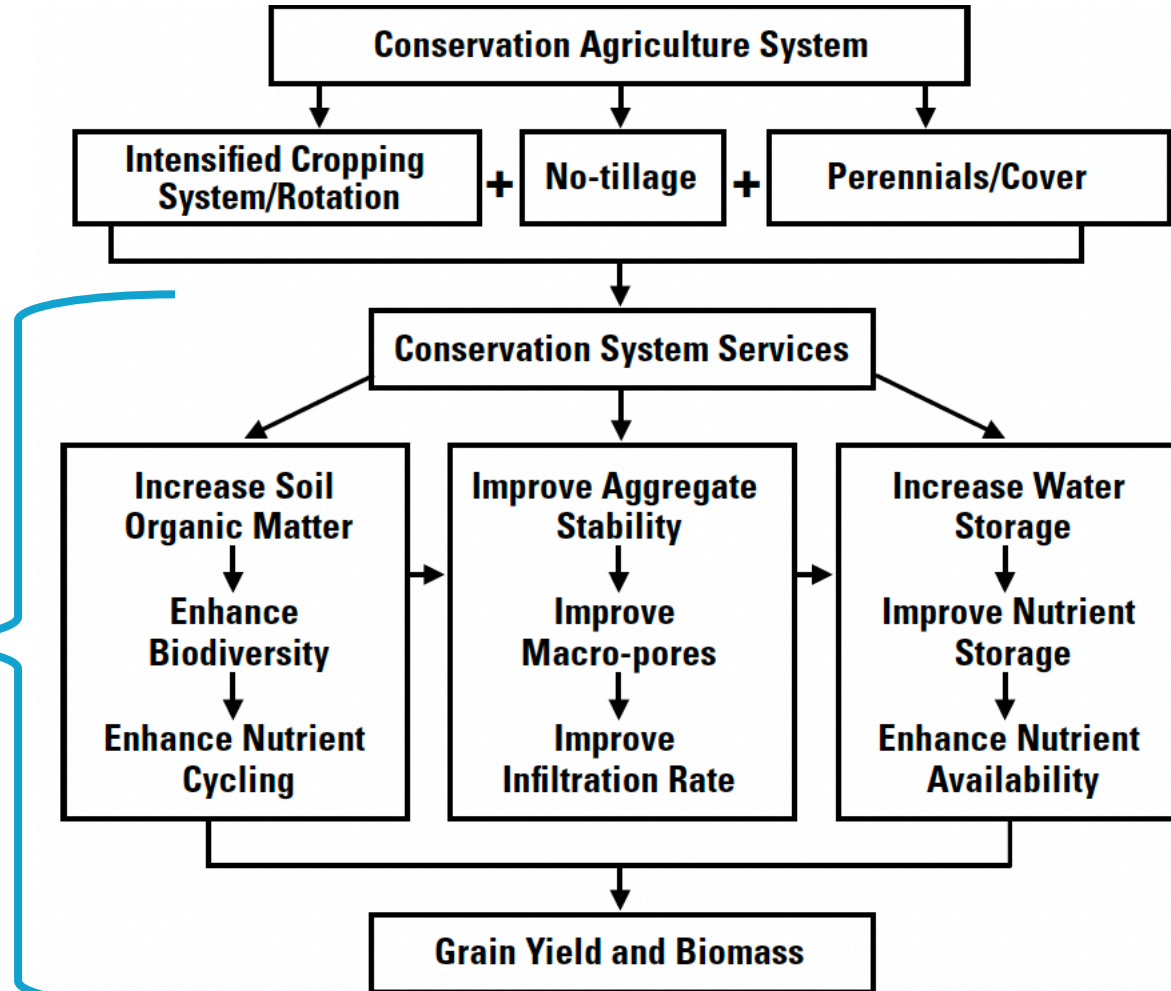 Conservation Agriculture System
Intensified Cropping
System/Rotation
+
No-tillage
+
Perennials/Cover
Conservation System Services
Increase Soil
Organic Matter
Enhance
Biodiversity
Enhance Nutrient
Cycling
Improve Aggregate
Stability
Improve
Macro-pores
Improve
Infiltration Rate
Increase Water
Storage
Improve Nutrient
Storage
Enhance Nutrient
Availability
Grain Yield and Biomass